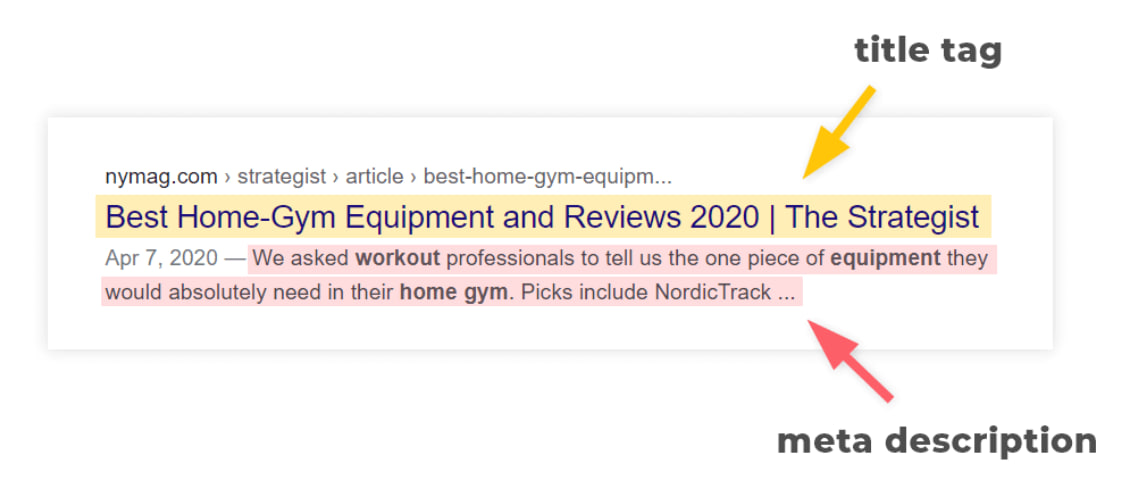 title tag
nymag.com › strategist › article › best-home-gym-equipm...
Best Home-Gym Equipment and Reviews 2020 | The Strategist
Apr 7, 2020 — We asked workout professionals to tell us the one piece of equipment they
would absolutely need in their home gym. Picks include NordicTrack ...
meta description